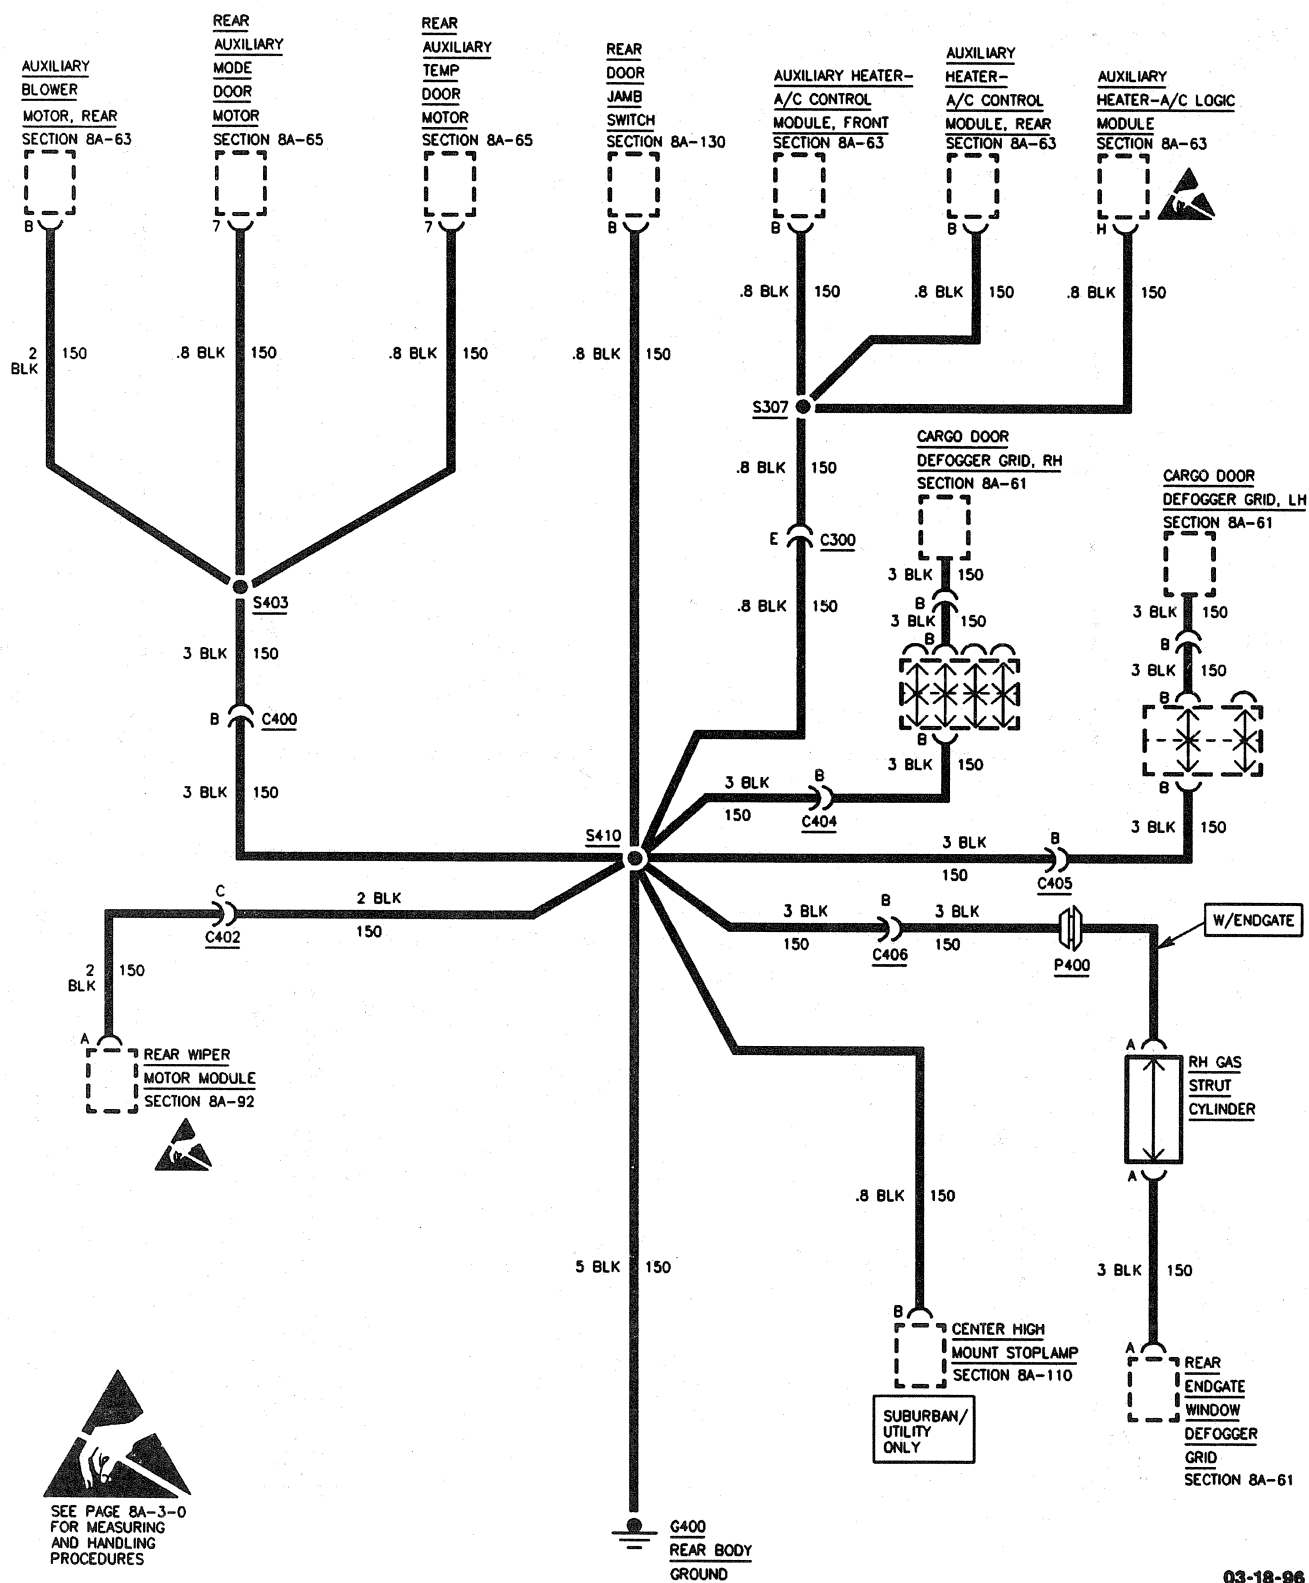 AUXILIARY
BLOWER
MOTOR, REAR
SECTION 8A-63
REAR
AUXILIARY
MODE
DOOR
MOTOR
SECTION 8A-65
REAR
AUXILIARY
TEMP
DOOR
MOTOR
SECTION 8A-65
REAR
DOOR
JAMB
SWITCH
SECTION 8A-130
AUXILIARY HEATER-
A/C CONTROL
MODULE, FRONT
SECTION 8A-63
AUXILIARY
HEATER-
A/C CONTROL
MODULE, REAR
SECTION 8A-63
AUXILIARY
HEATER-A/C LOGIC
MODULE
SECTION 8A-63
B
7
7
B
B
B
H
.8 BLK 150
.8 BLK 150
.8 BLK 150
2
BLK
150
.8 BLK 150
.8 BLK 150
.8 BLK 150
S307
.8 BLK 150
E C300
.8 BLK 150
CARGO DOOR
DEFOGGER GRID, RH
SECTION 8A-61
3 BLK 150
B
3 BLK 150
B
B
3 BLK 150
CARGO DOOR
DEFOGGER GRID, LH
SECTION 8A-61
3 BLK 150
B
3 BLK 150
B
B
3 BLK 150
S403
3 BLK 150
B C400
3 BLK 150
3 BLK
150
B
C404
S410
3 BLK
150
B
C405
C
C402
2 BLK
150
2
BLK
150
A
REAR WIPER
MOTOR MODULE
SECTION 8A-92
3 BLK
150
B
C406
3 BLK
150
P400
W/ENDGATE
A
RH GAS
STRUT
CYLINDER
A
3 BLK 150
A
REAR
ENDGATE
WINDOW
DEFOGGER
GRID
SECTION 8A-61
.8 BLK 150
B
CENTER HIGH
MOUNT STOPLAMP
SECTION 8A-110
SUBURBAN/
UTILITY
ONLY
5 BLK 150
G400
REAR BODY
GROUND
SEE PAGE 8A-3-0
FOR MEASURING
AND HANDLING
PROCEDURES
03-18-96